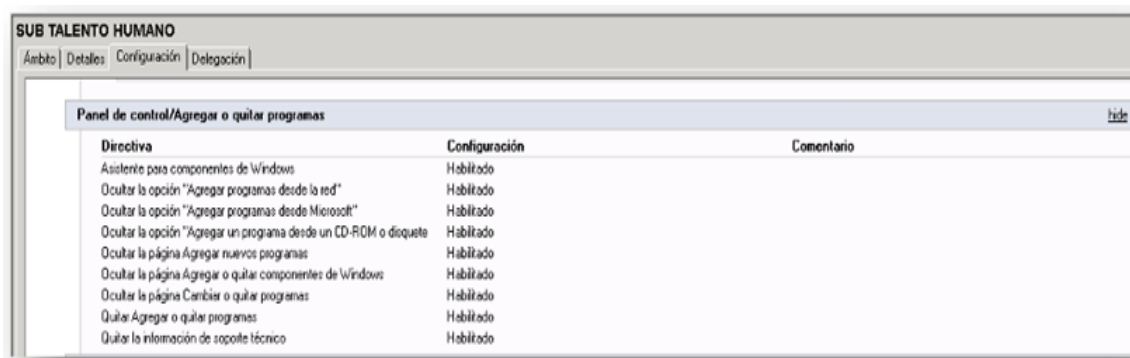 SUB TALENTO HUMANO
Ámbito Detalles Configuración Delegación
Panel de control/Agregar o quitar programas hide
Directiva Configuración Comentario
Asistente para componentes de Windows Habilitado
Ocultar la opción "Agregar programas desde la red" Habilitado
Ocultar la opción "Agregar programas desde Microsoft" Habilitado
Ocultar la opción "Agregar un programa desde un CD-ROM o disquete Habilitado
Ocultar la página Agregar nuevos programas Habilitado
Ocultar la página Agregar o quitar componentes de Windows Habilitado
Ocultar la página Cambiar o quitar programas Habilitado
Quitar Agregar o quitar programas Habilitado
Quitar la información de soporte técnico Habilitado